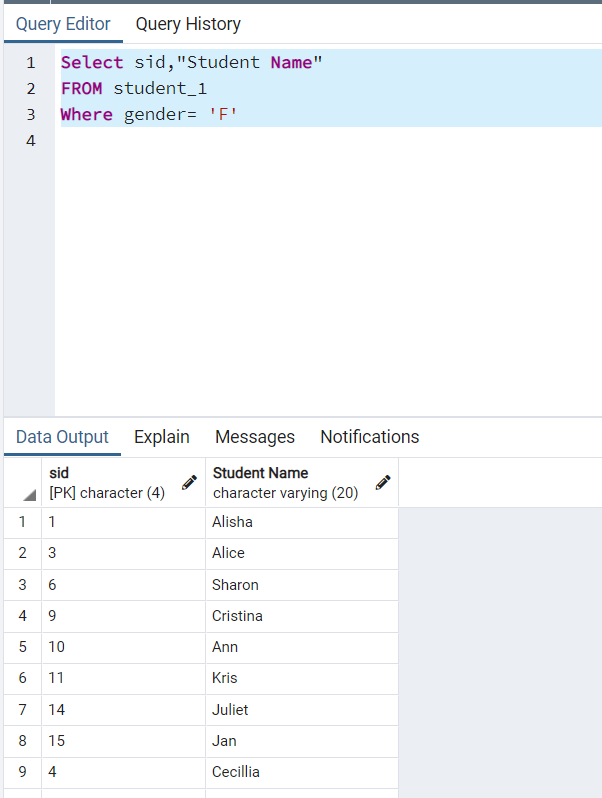 Query Editor Query History
1 Select sid,"Student Name"
2 FROM student_1
3 Where gender= 'F'
4
Data Output Explain Messages Notifications
sid Student Name
[PK] character (4) character varying (20)
1 1 Alisha
2 3 Alice
3 6 Sharon
4 9 Cristina
5 10 Ann
6 11 Kris
7 14 Juliet
8 15 Jan
9 4 Cecillia